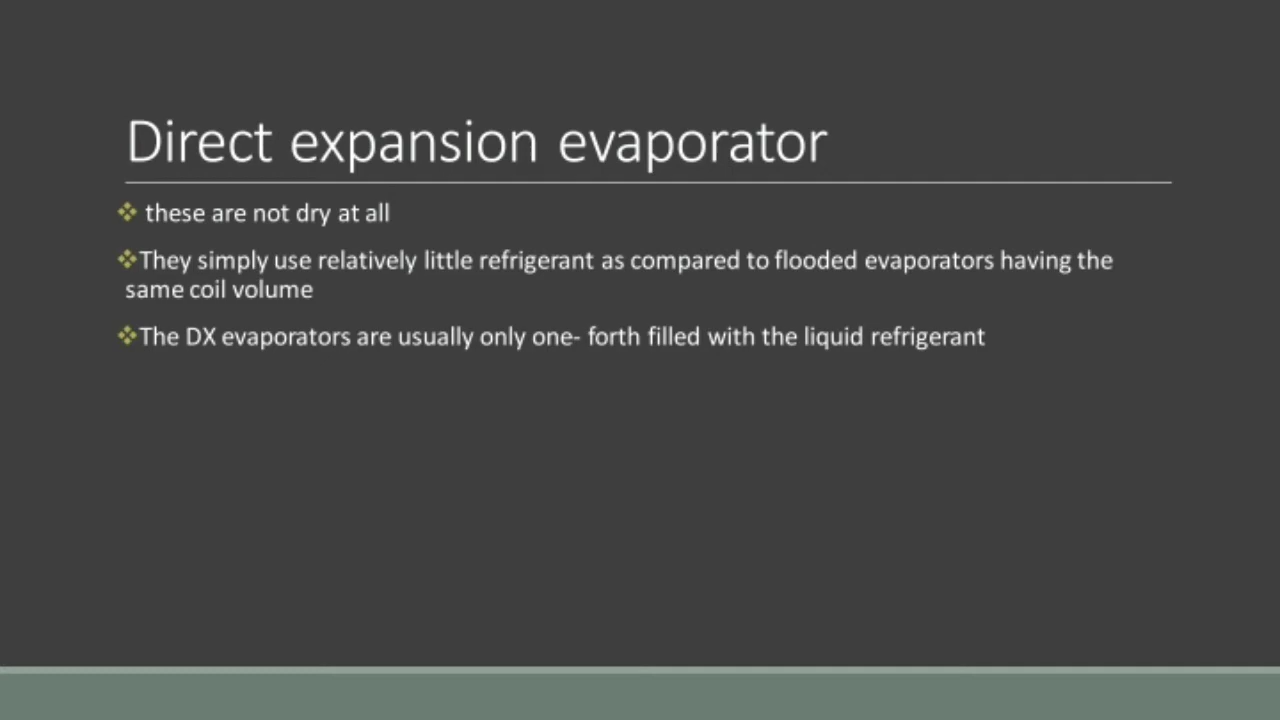 Direct expansion evaporator
❖ these are not dry at all
❖They simply use relatively little refrigerant as compared to flooded evaporators having the
same coil volume
❖The DX evaporators are usually only one- forth filled with the liquid refrigerant